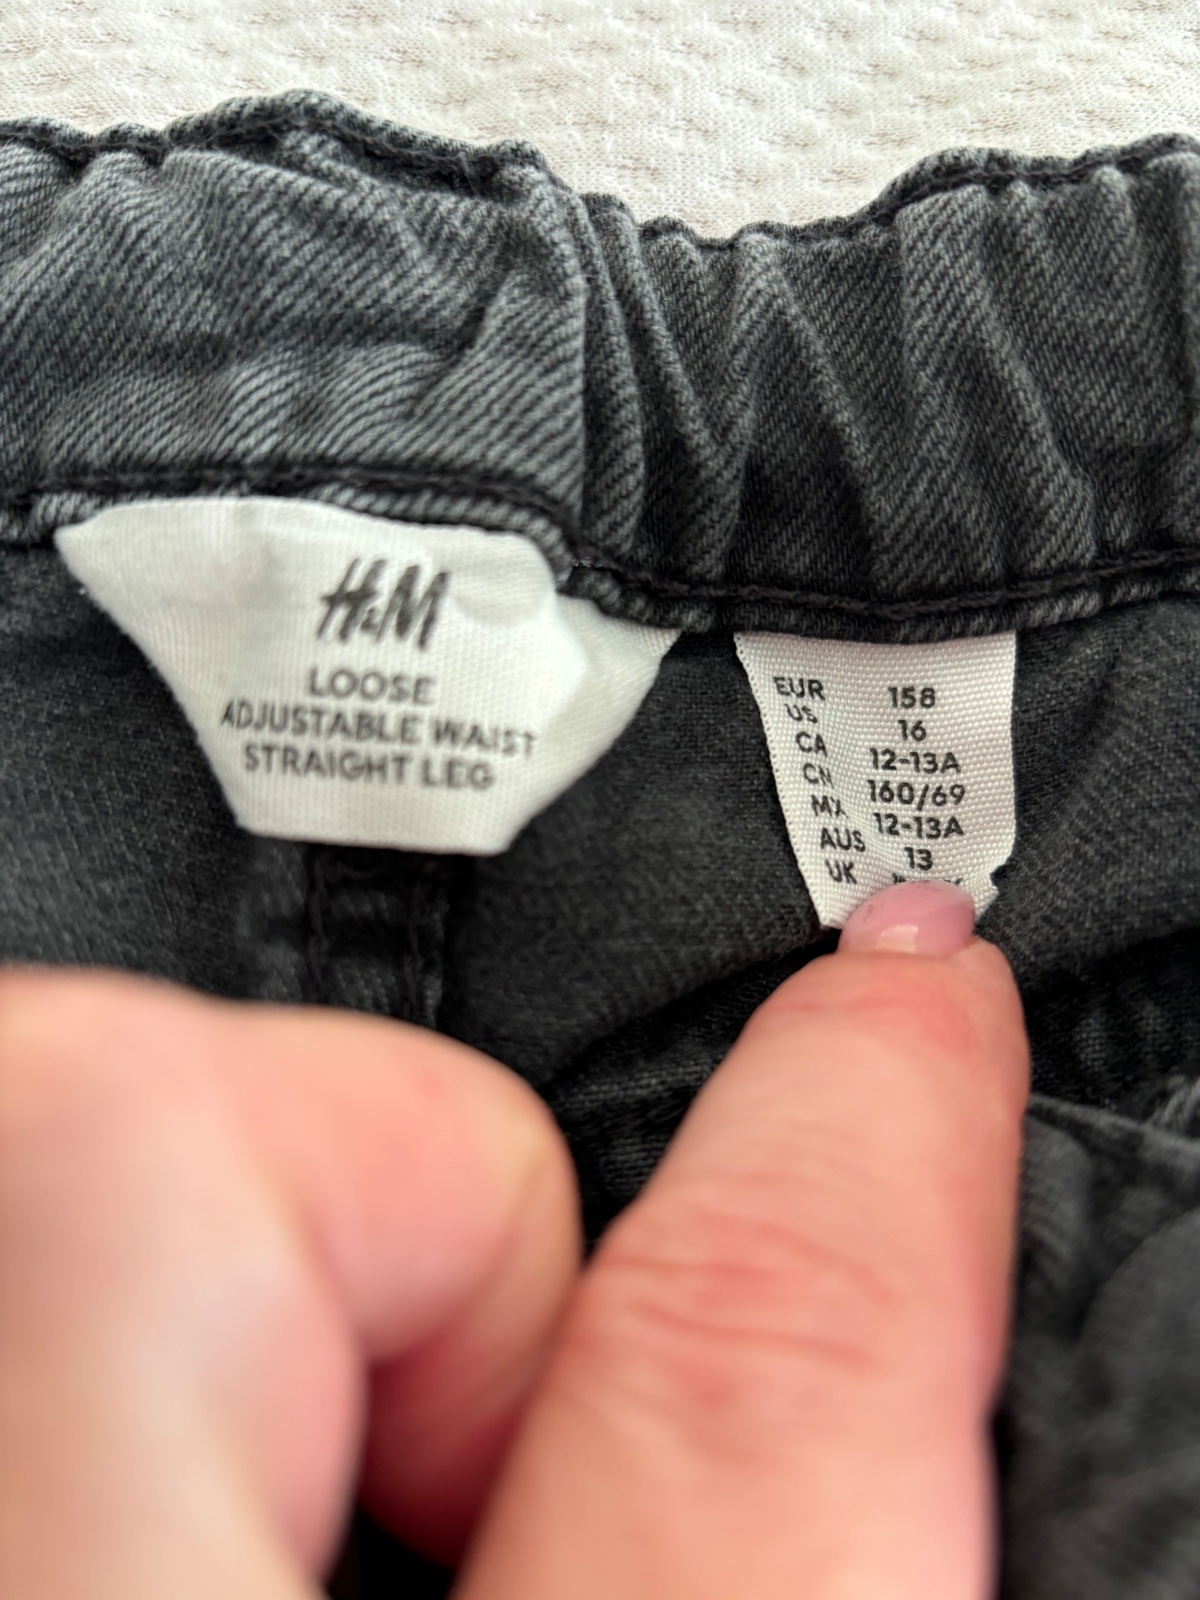 H&M
LOOSE
ADJUSTABLE WAIST
STRAIGHT LEG
EUR 158
US 16
CA 12-13A
CN 160/69
MX 12-13A
AUS 13
UK